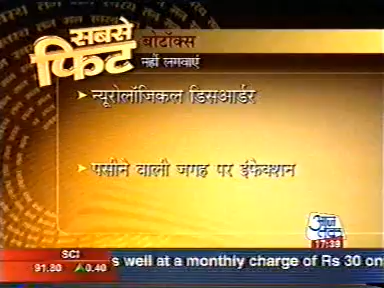 सबसे
फिट
बोटॉक्स
नहीं लगवाएं
न्यूरोलॉजिकल डिसआर्डर
पसीने वाली जगह पर इंफेक्शन
आज
तक
17:39
SCI
91.80 ▲0.40
s well at a monthly charge of Rs 30 on